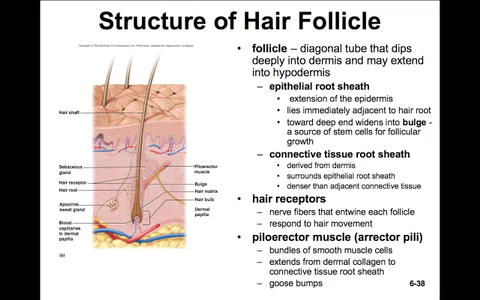 Structure of Hair Follicle
Copyright © The McGraw-Hill Companies, Inc. Permission required for reproduction or display.
Hair shaft
Sebaceous
gland
Hair receptor
Hair root
Apocrine
sweat gland
Blood
capillaries
in dermal
papilla
Piloerector
muscle
Bulge
Hair matrix
Hair bulb
Dermal
papilla
(a)
• follicle – diagonal tube that dips
deeply into dermis and may extend
into hypodermis
– epithelial root sheath
• extension of the epidermis
• lies immediately adjacent to hair root
• toward deep end widens into bulge -
a source of stem cells for follicular
growth
– connective tissue root sheath
• derived from dermis
• surrounds epithelial root sheath
• denser than adjacent connective tissue
• hair receptors
– nerve fibers that entwine each follicle
– respond to hair movement
• piloerector muscle (arrector pili)
– bundles of smooth muscle cells
– extends from dermal collagen to
connective tissue root sheath
– goose bumps
6-38